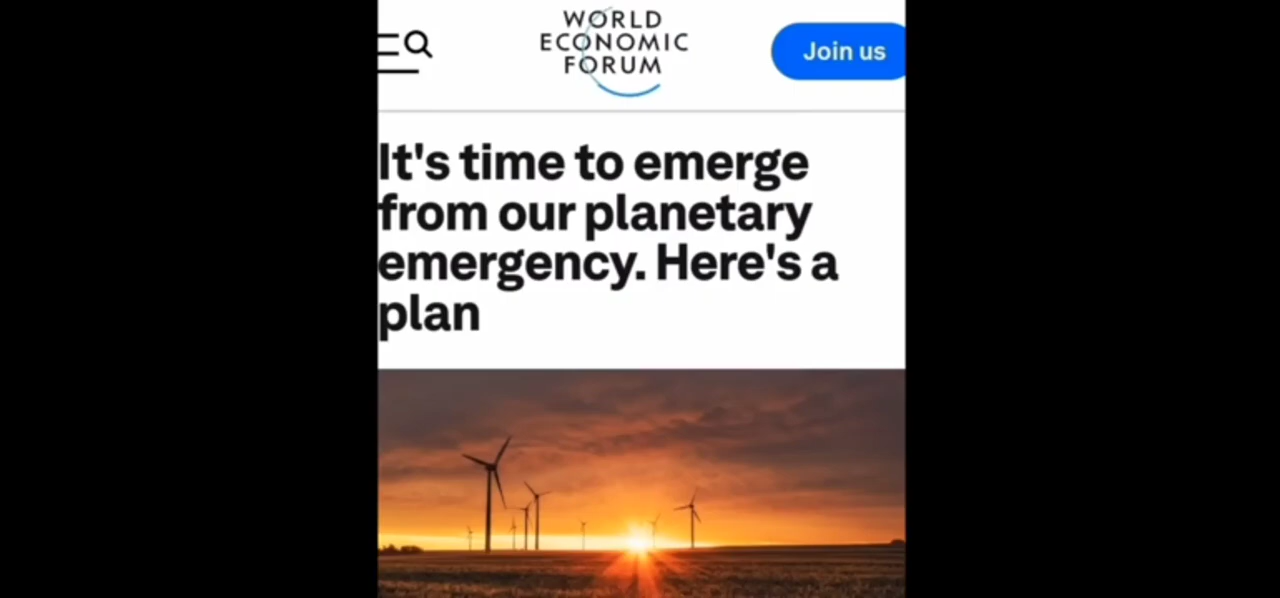 WORLD
ECONOMIC
FORUM
Join us
It's time to emerge
from our planetary
emergency. Here's a
plan